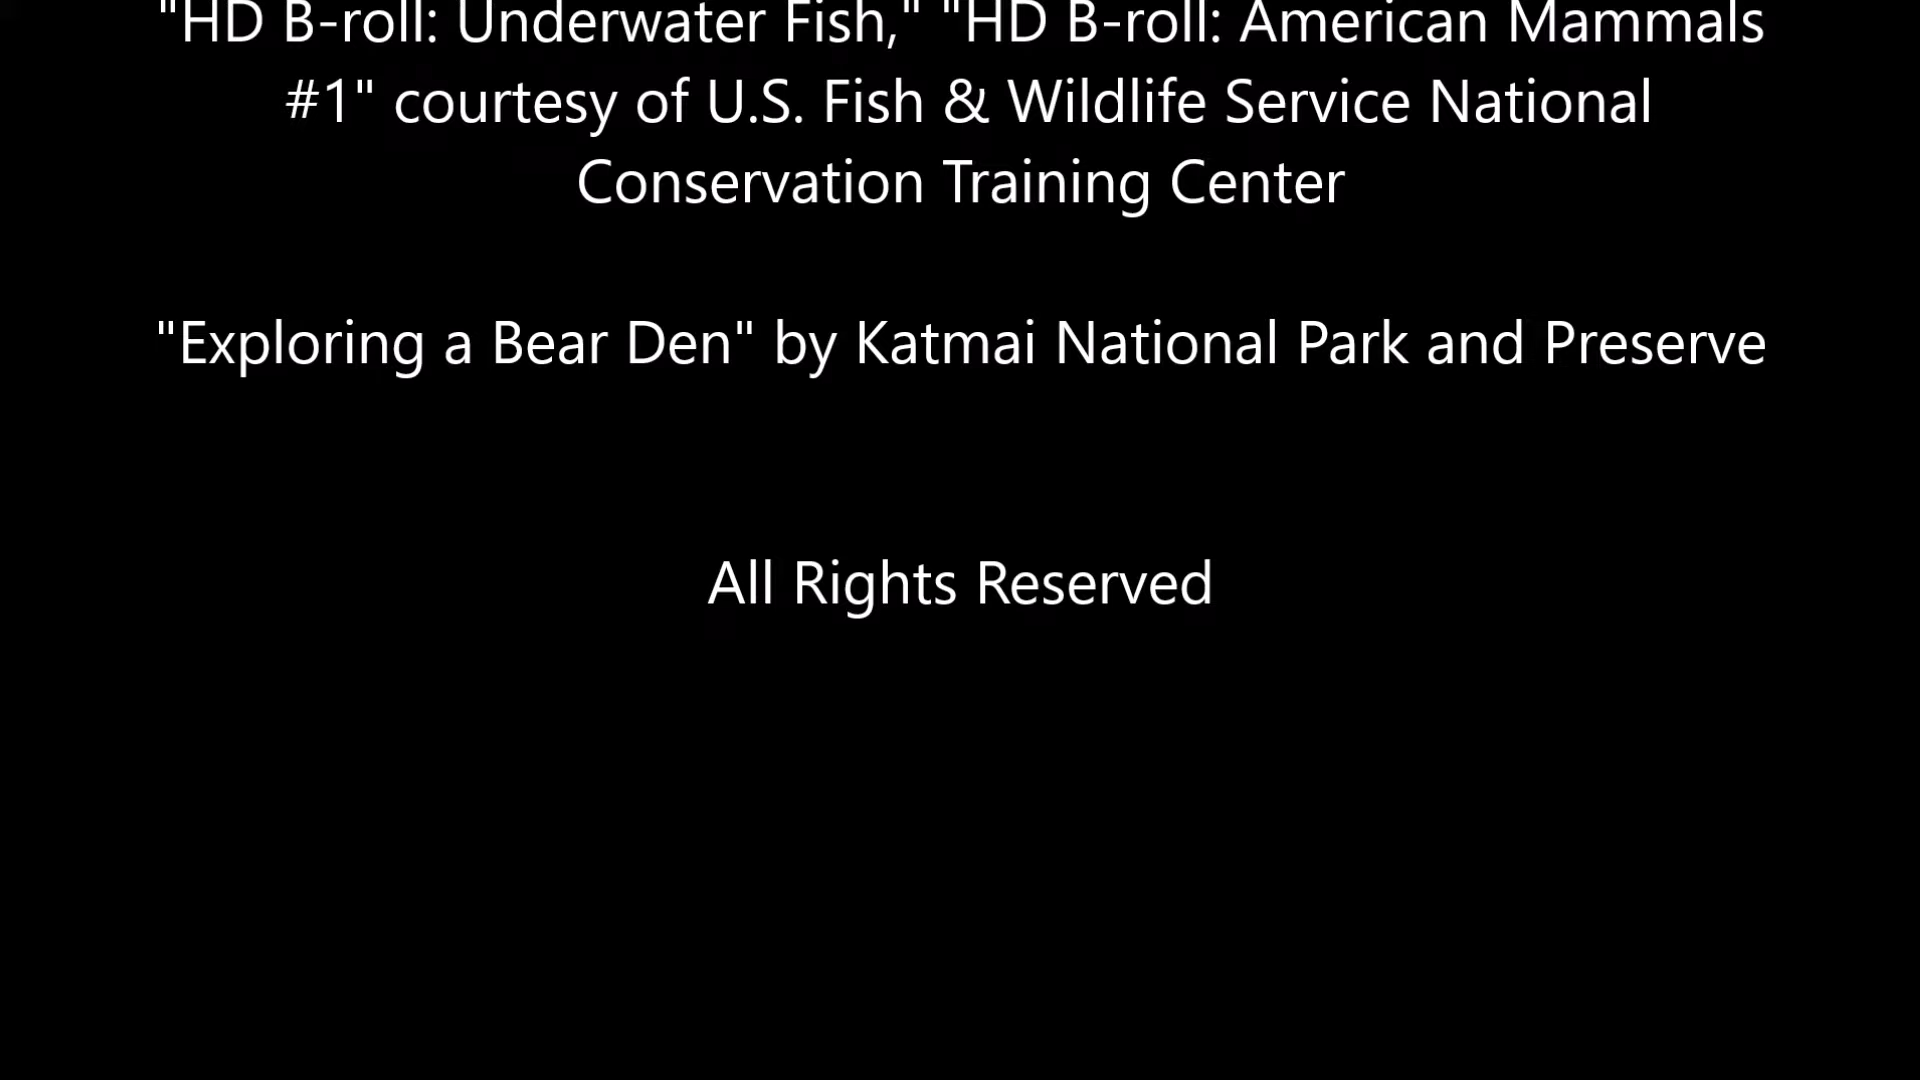 "HD B-roll: Underwater Fish," "HD B-roll: American Mammals
#1" courtesy of U.S. Fish & Wildlife Service National
Conservation Training Center
"Exploring a Bear Den" by Katmai National Park and Preserve
All Rights Reserved